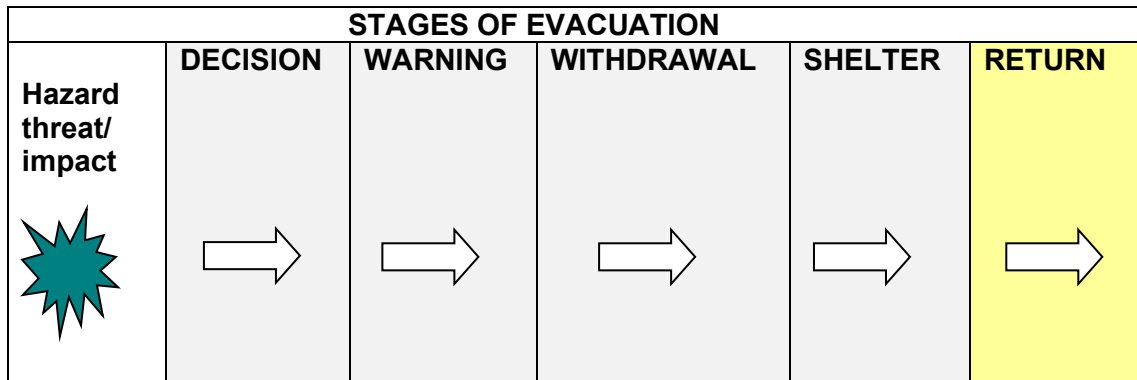 STAGES OF EVACUATION
Hazard
threat/
impact
DECISION
WARNING
WITHDRAWAL
SHELTER
RETURN